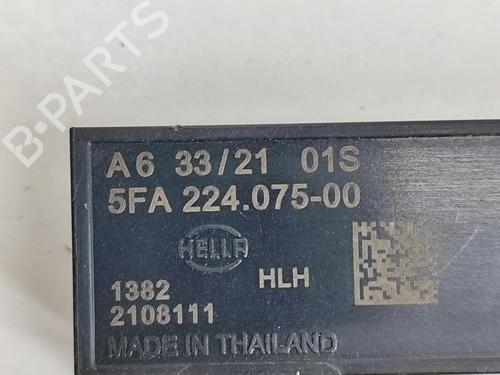 B-PARTS
A6 33/21 01S
5FA 224.075-00
HELLA
HLH
1382
2108111
MADE IN THAILAND